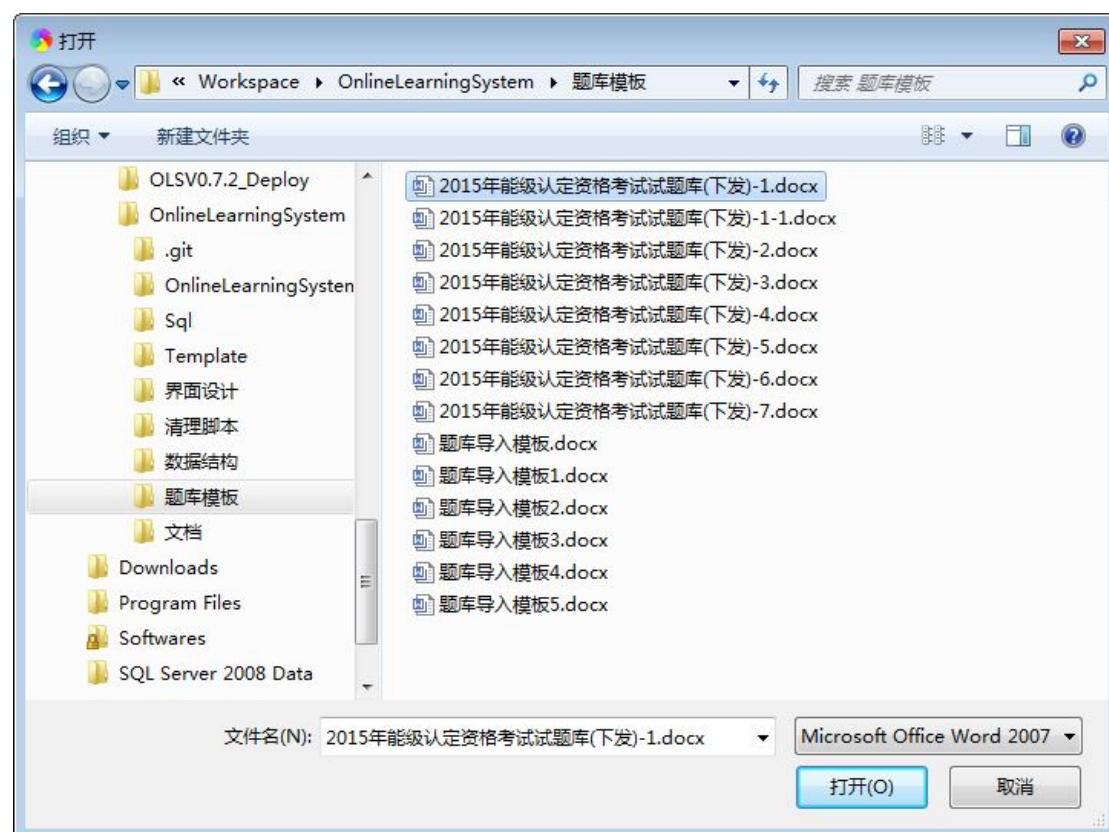 打开
« Workspace ▸ OnlineLearningSystem ▸ 题库模板
搜索 题库模板
组织
新建文件夹
OLSV0.7.2_Deploy
OnlineLearningSystem
.git
OnlineLearningSysten
Sql
Template
界面设计
清理脚本
数据结构
题库模板
文档
Downloads
Program Files
Softwares
SQL Server 2008 Data
2015年能级认定资格考试试题库(下发)-1.docx
2015年能级认定资格考试试题库(下发)-1-1.docx
2015年能级认定资格考试试题库(下发)-2.docx
2015年能级认定资格考试试题库(下发)-3.docx
2015年能级认定资格考试试题库(下发)-4.docx
2015年能级认定资格考试试题库(下发)-5.docx
2015年能级认定资格考试试题库(下发)-6.docx
2015年能级认定资格考试试题库(下发)-7.docx
题库导入模板.docx
题库导入模板1.docx
题库导入模板2.docx
题库导入模板3.docx
题库导入模板4.docx
题库导入模板5.docx
文件名(N): 2015年能级认定资格考试试题库(下发)-1.docx
Microsoft Office Word 2007
打开(O)
取消